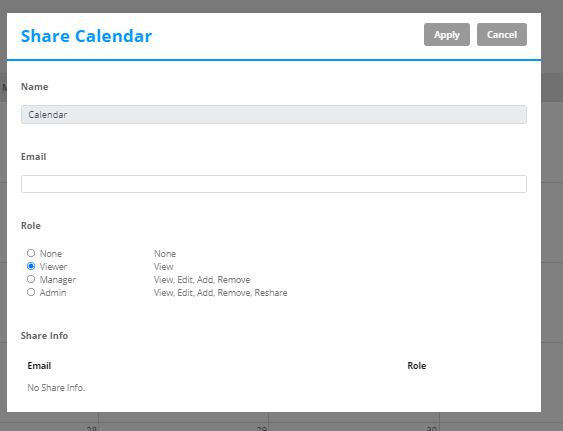 Share Calendar Apply Cancel
Name
Calendar
Email
Role
None None
Viewer View
Manager View, Edit, Add, Remove
Admin View, Edit, Add, Remove, Reshare
Share Info
Email Role
No Share Info.
28 29 30